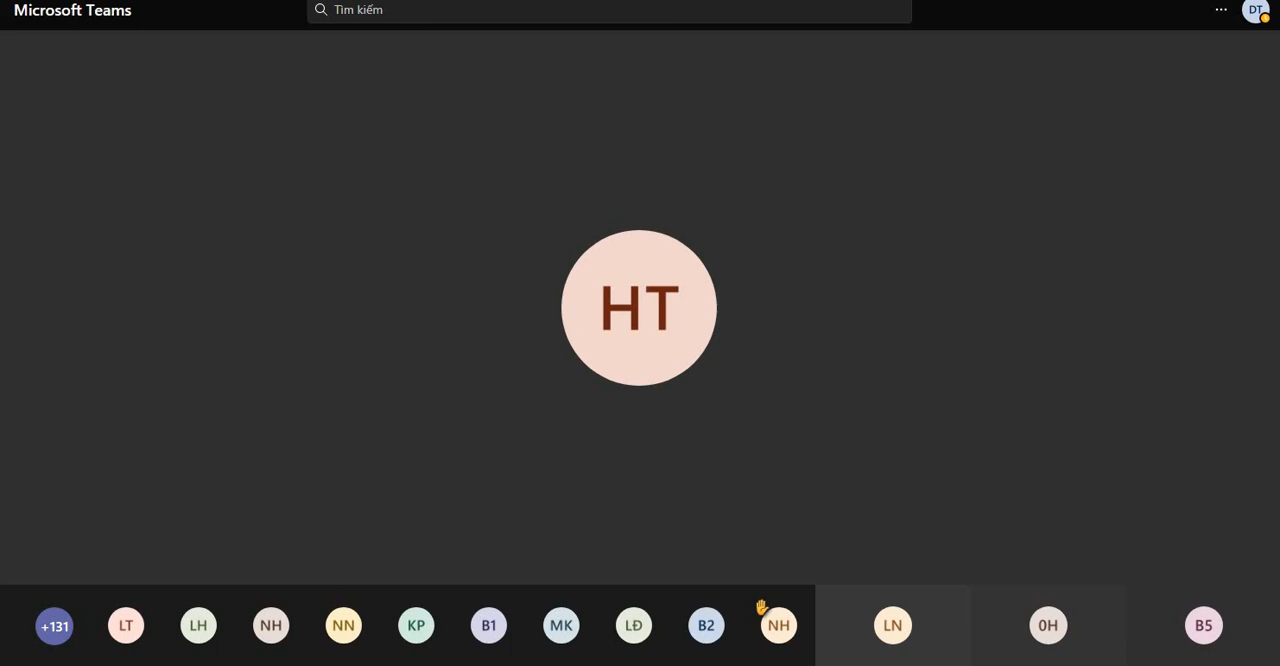 Microsoft Teams
Tìm kiếm
DT
HT
+131 LT LH NH NN KP B1 MK LĐ B2 NH LN 0H B5